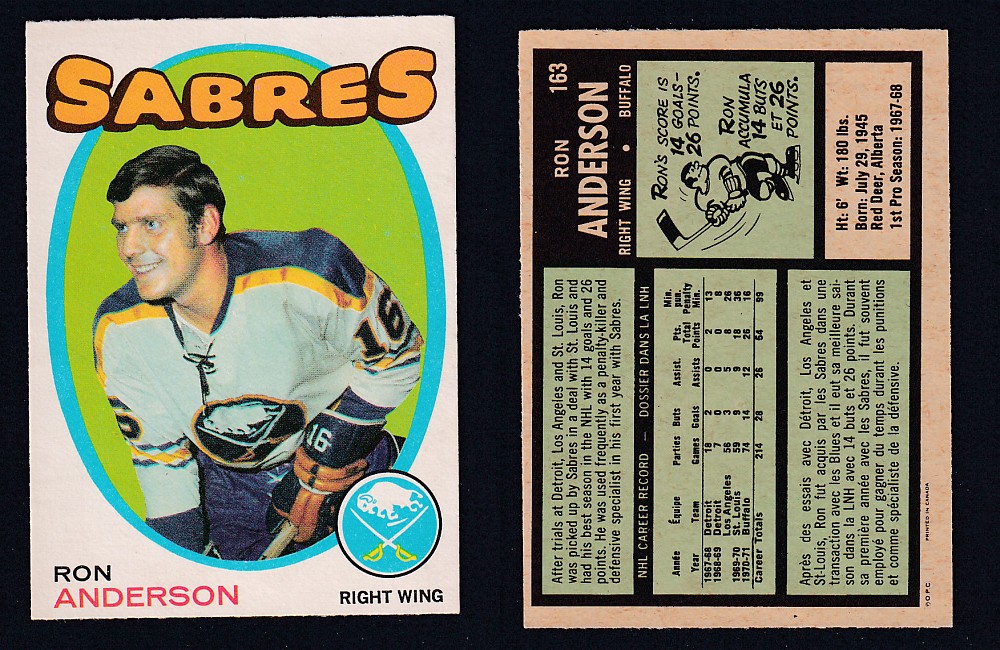 SABRES
16
16
RON
ANDERSON
RIGHT WING
163
RON
ANDERSON
RIGHT WING • BUFFALO
RON'S SCORE IS
14 GOALS-
26 POINTS.
RON
ACCUMULA
14 BUTS
ET 26
POINTS.
Ht: 6' Wt: 180 lbs.
Born: July 29, 1945
Red Deer, Alberta
1st Pro Season: 1967-68
After trials at Detroit, Los Angeles and St. Louis, Ron
was picked up by Sabres in a deal with St. Louis and
had his best season in the NHL with 14 goals and 26
points. He was used frequently as a penalty-killer and
defensive specialist in his first year with Sabres.
NHL CAREER RECORD — DOSSIER DANS LA LNH
Année Équipe Parties Buts Assist. Pts. Min. pun.
Year Team Games Goals Assists Total Points Penalty Min.
1967-68 Detroit 18 2 0 2 13
1968-69 Detroit 7 0 0 0 8
Los Angeles 56 3 5 8 26
1969-70 St. Louis 59 9 9 18 36
1970-71 Buffalo 74 14 12 26 16
Career Totals 214 28 26 54 99
Après des essais avec Détroit, Los Angeles et
St-Louis, Ron fut acquis par les Sabres dans une
transaction avec les Blues et il eut sa meilleure sai-
son dans la LNH avec 14 buts et 26 points. Durant
sa première année avec les Sabres, il fut souvent
employé pour gagner du temps durant les punitions
et comme spécialiste de la défensive.
©O.P.C. PRINTED IN CANADA